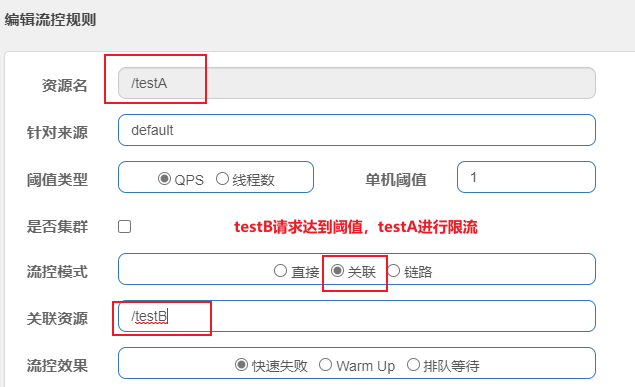 编辑流控规则
资源名 /testA
针对来源 default
阈值类型 QPS 线程数 单机阈值 1
是否集群 testB请求达到阈值，testA进行限流
流控模式 直接 关联 链路
关联资源 /testB
流控效果 快速失败 Warm Up 排队等待